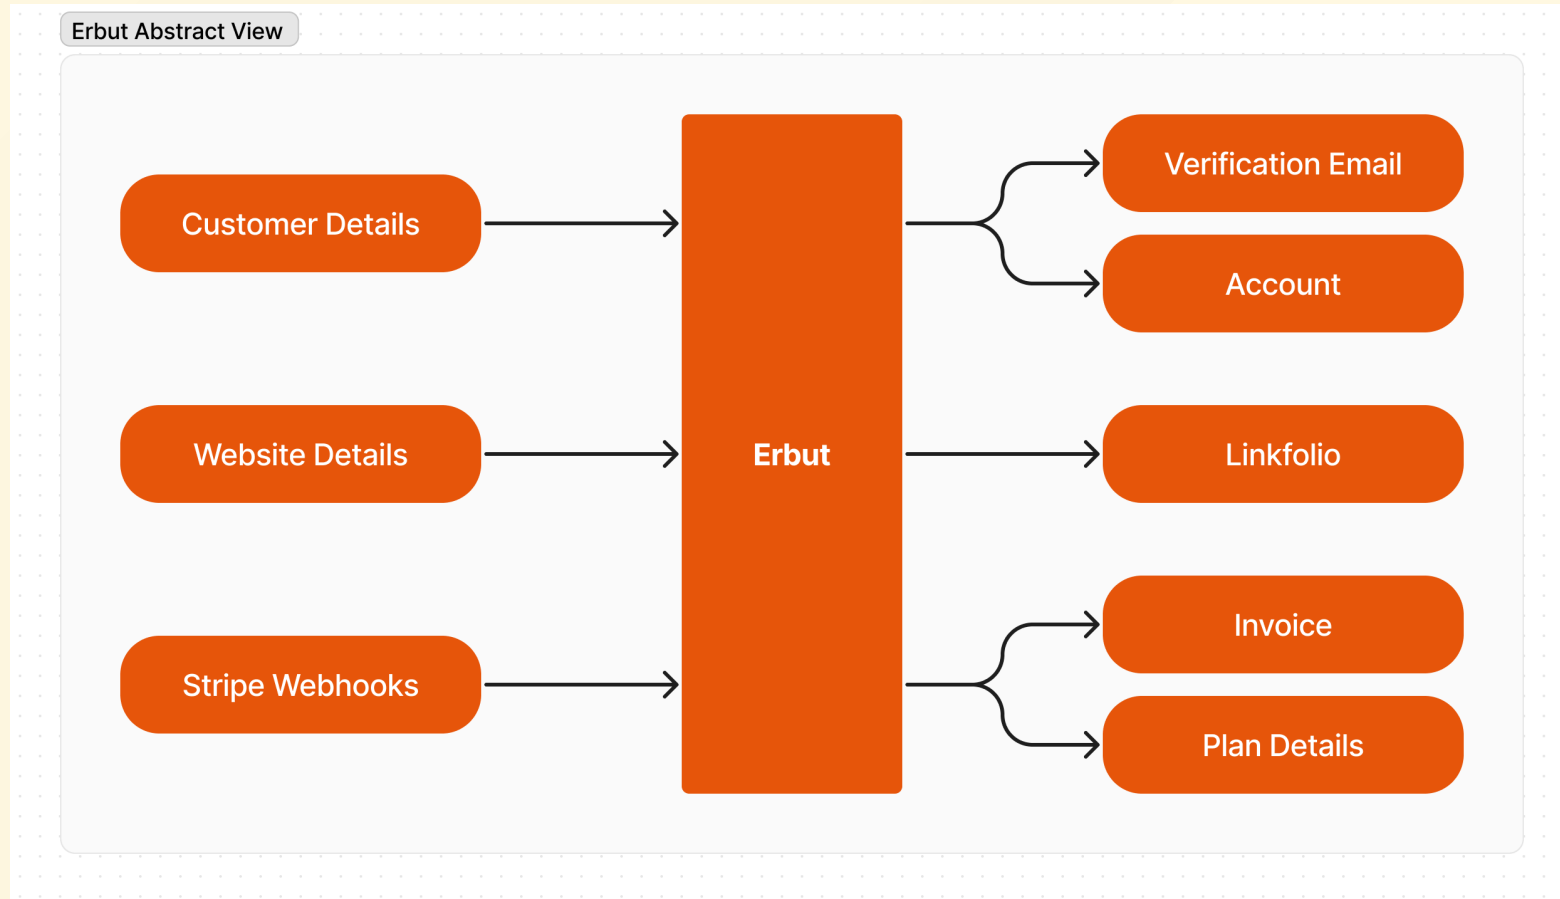 Erbut Abstract View
Customer Details
Website Details
Stripe Webhooks
Erbut
Verification Email
Account
Linkfolio
Invoice
Plan Details